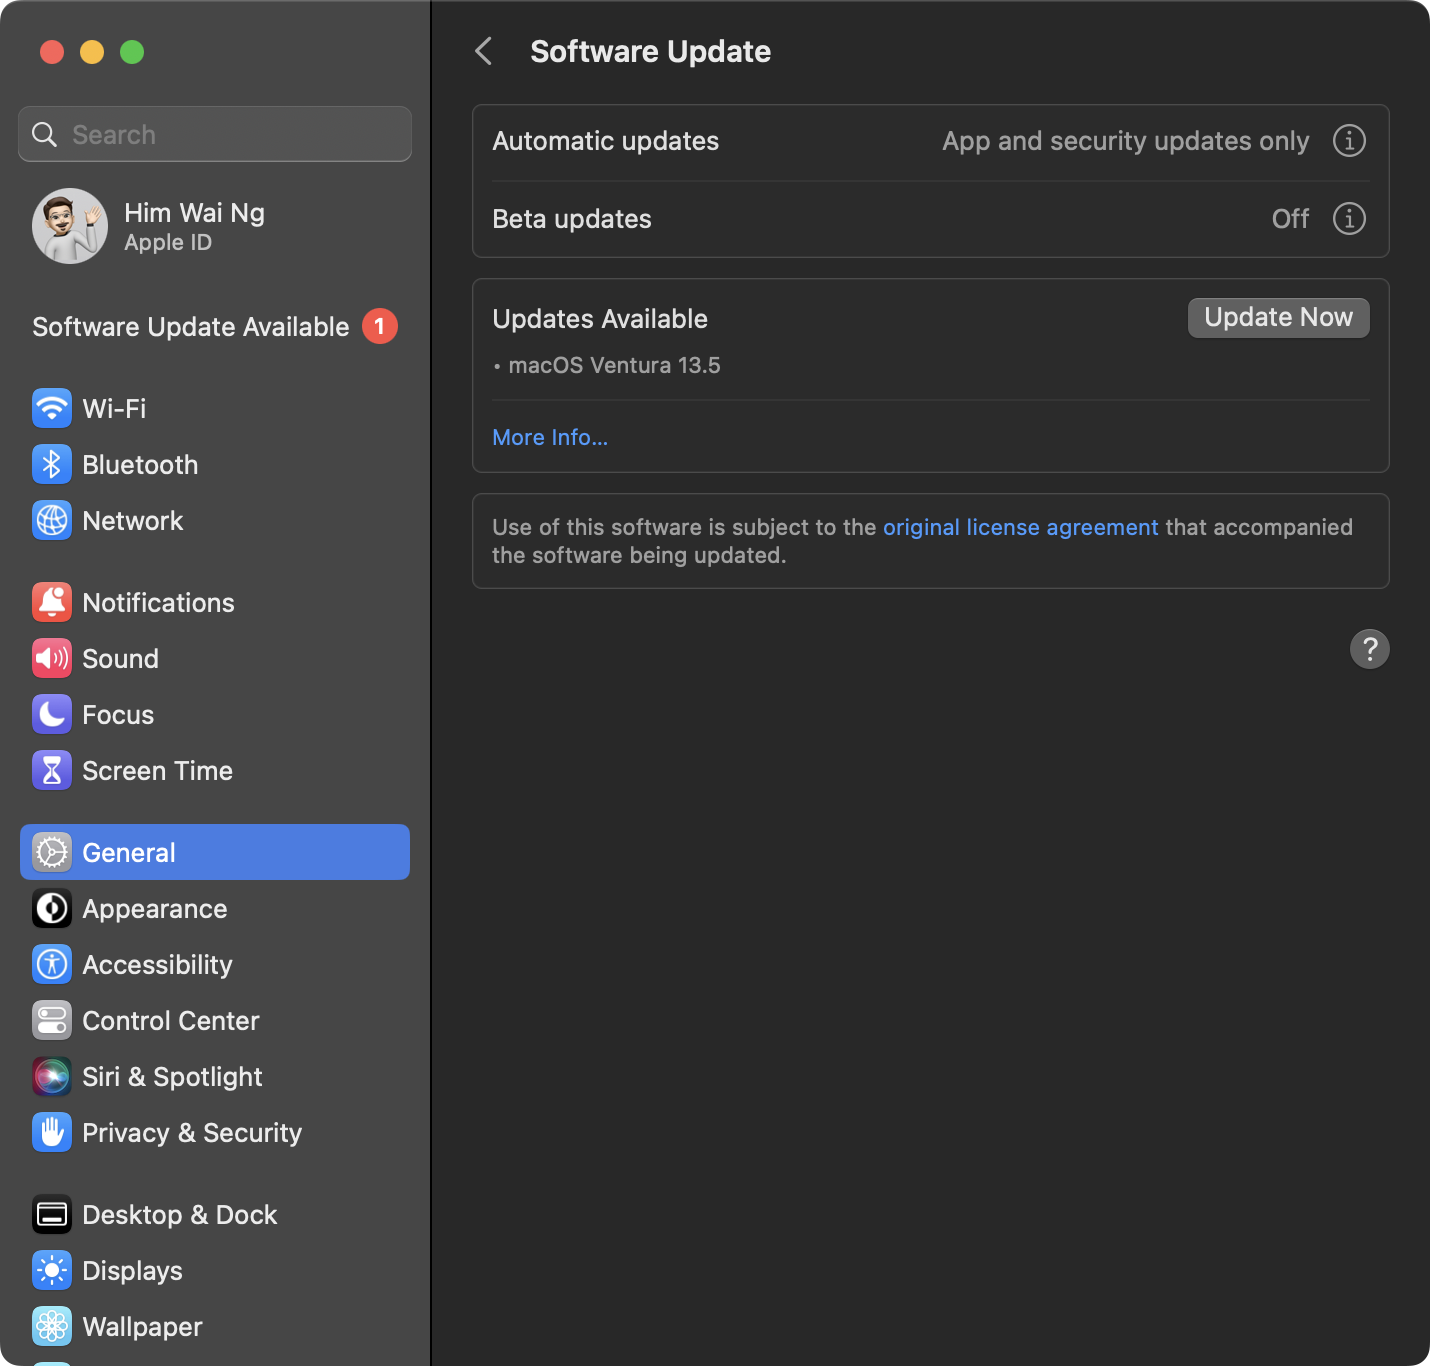 Search
Him Wai Ng
Apple ID
Software Update Available 1
Wi-Fi
Bluetooth
Network
Notifications
Sound
Focus
Screen Time
General
Appearance
Accessibility
Control Center
Siri & Spotlight
Privacy & Security
Desktop & Dock
Displays
Wallpaper
Software Update
Automatic updates App and security updates only
Beta updates Off
Updates Available Update Now
• macOS Ventura 13.5
More Info...
Use of this software is subject to the original license agreement that accompanied
the software being updated.
?